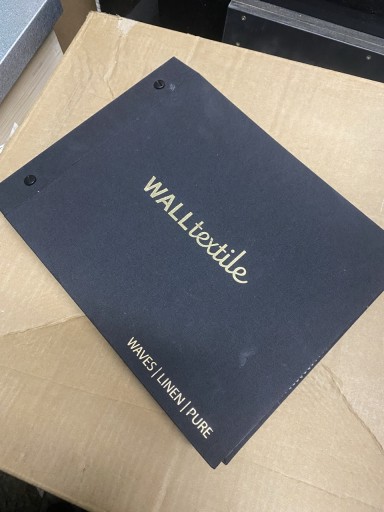 WALLtextile
WAVES | LINEN | PURE